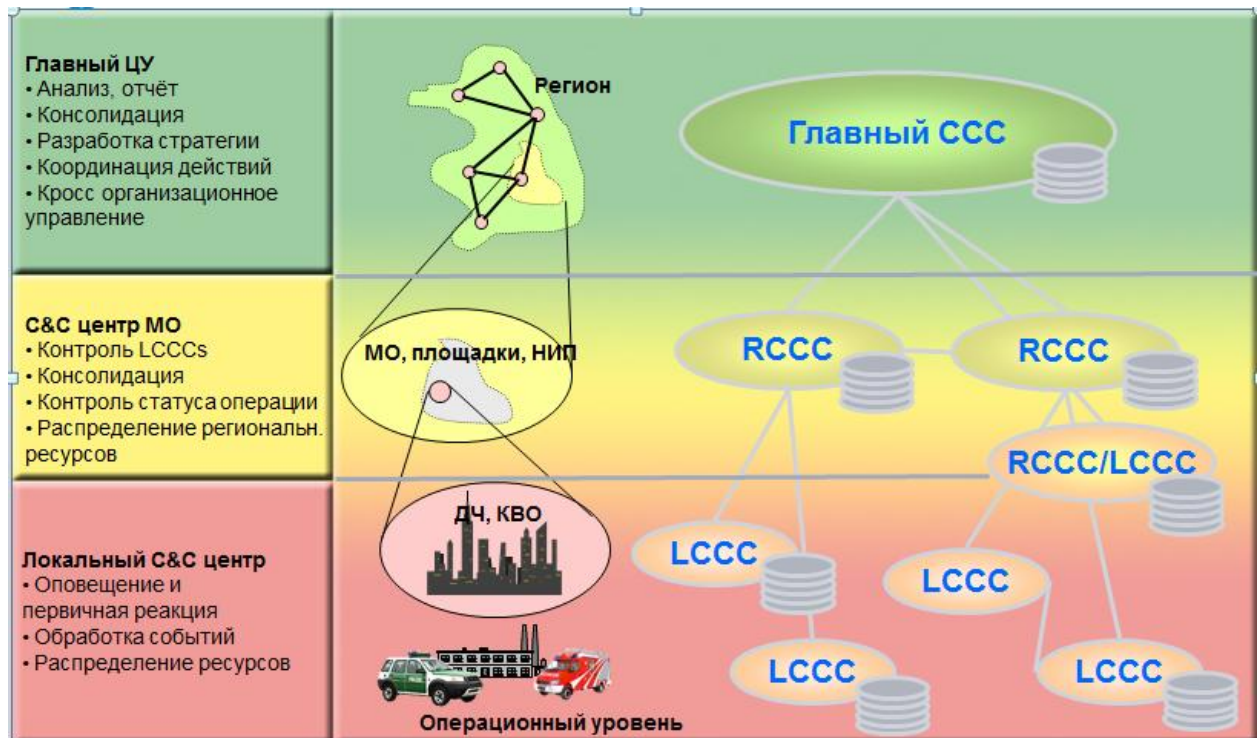 Главный ЦУ
• Анализ, отчёт
• Консолидация
• Разработка стратегии
• Координация действий
• Кросс организационное
управление
Регион
Главный ССС
С&С центр МО
• Контроль LCCCs
• Консолидация
• Контроль статуса операции
• Распределение региональн.
ресурсов
МО, площадки, НИП
RCCC
RCCC
RCCC/LCCC
Локальный С&С центр
• Оповещение и
первичная реакция
• Обработка событий
• Распределение ресурсов
ДЧ, КВО
LCCC
LCCC
LCCC
LCCC
Операционный уровень